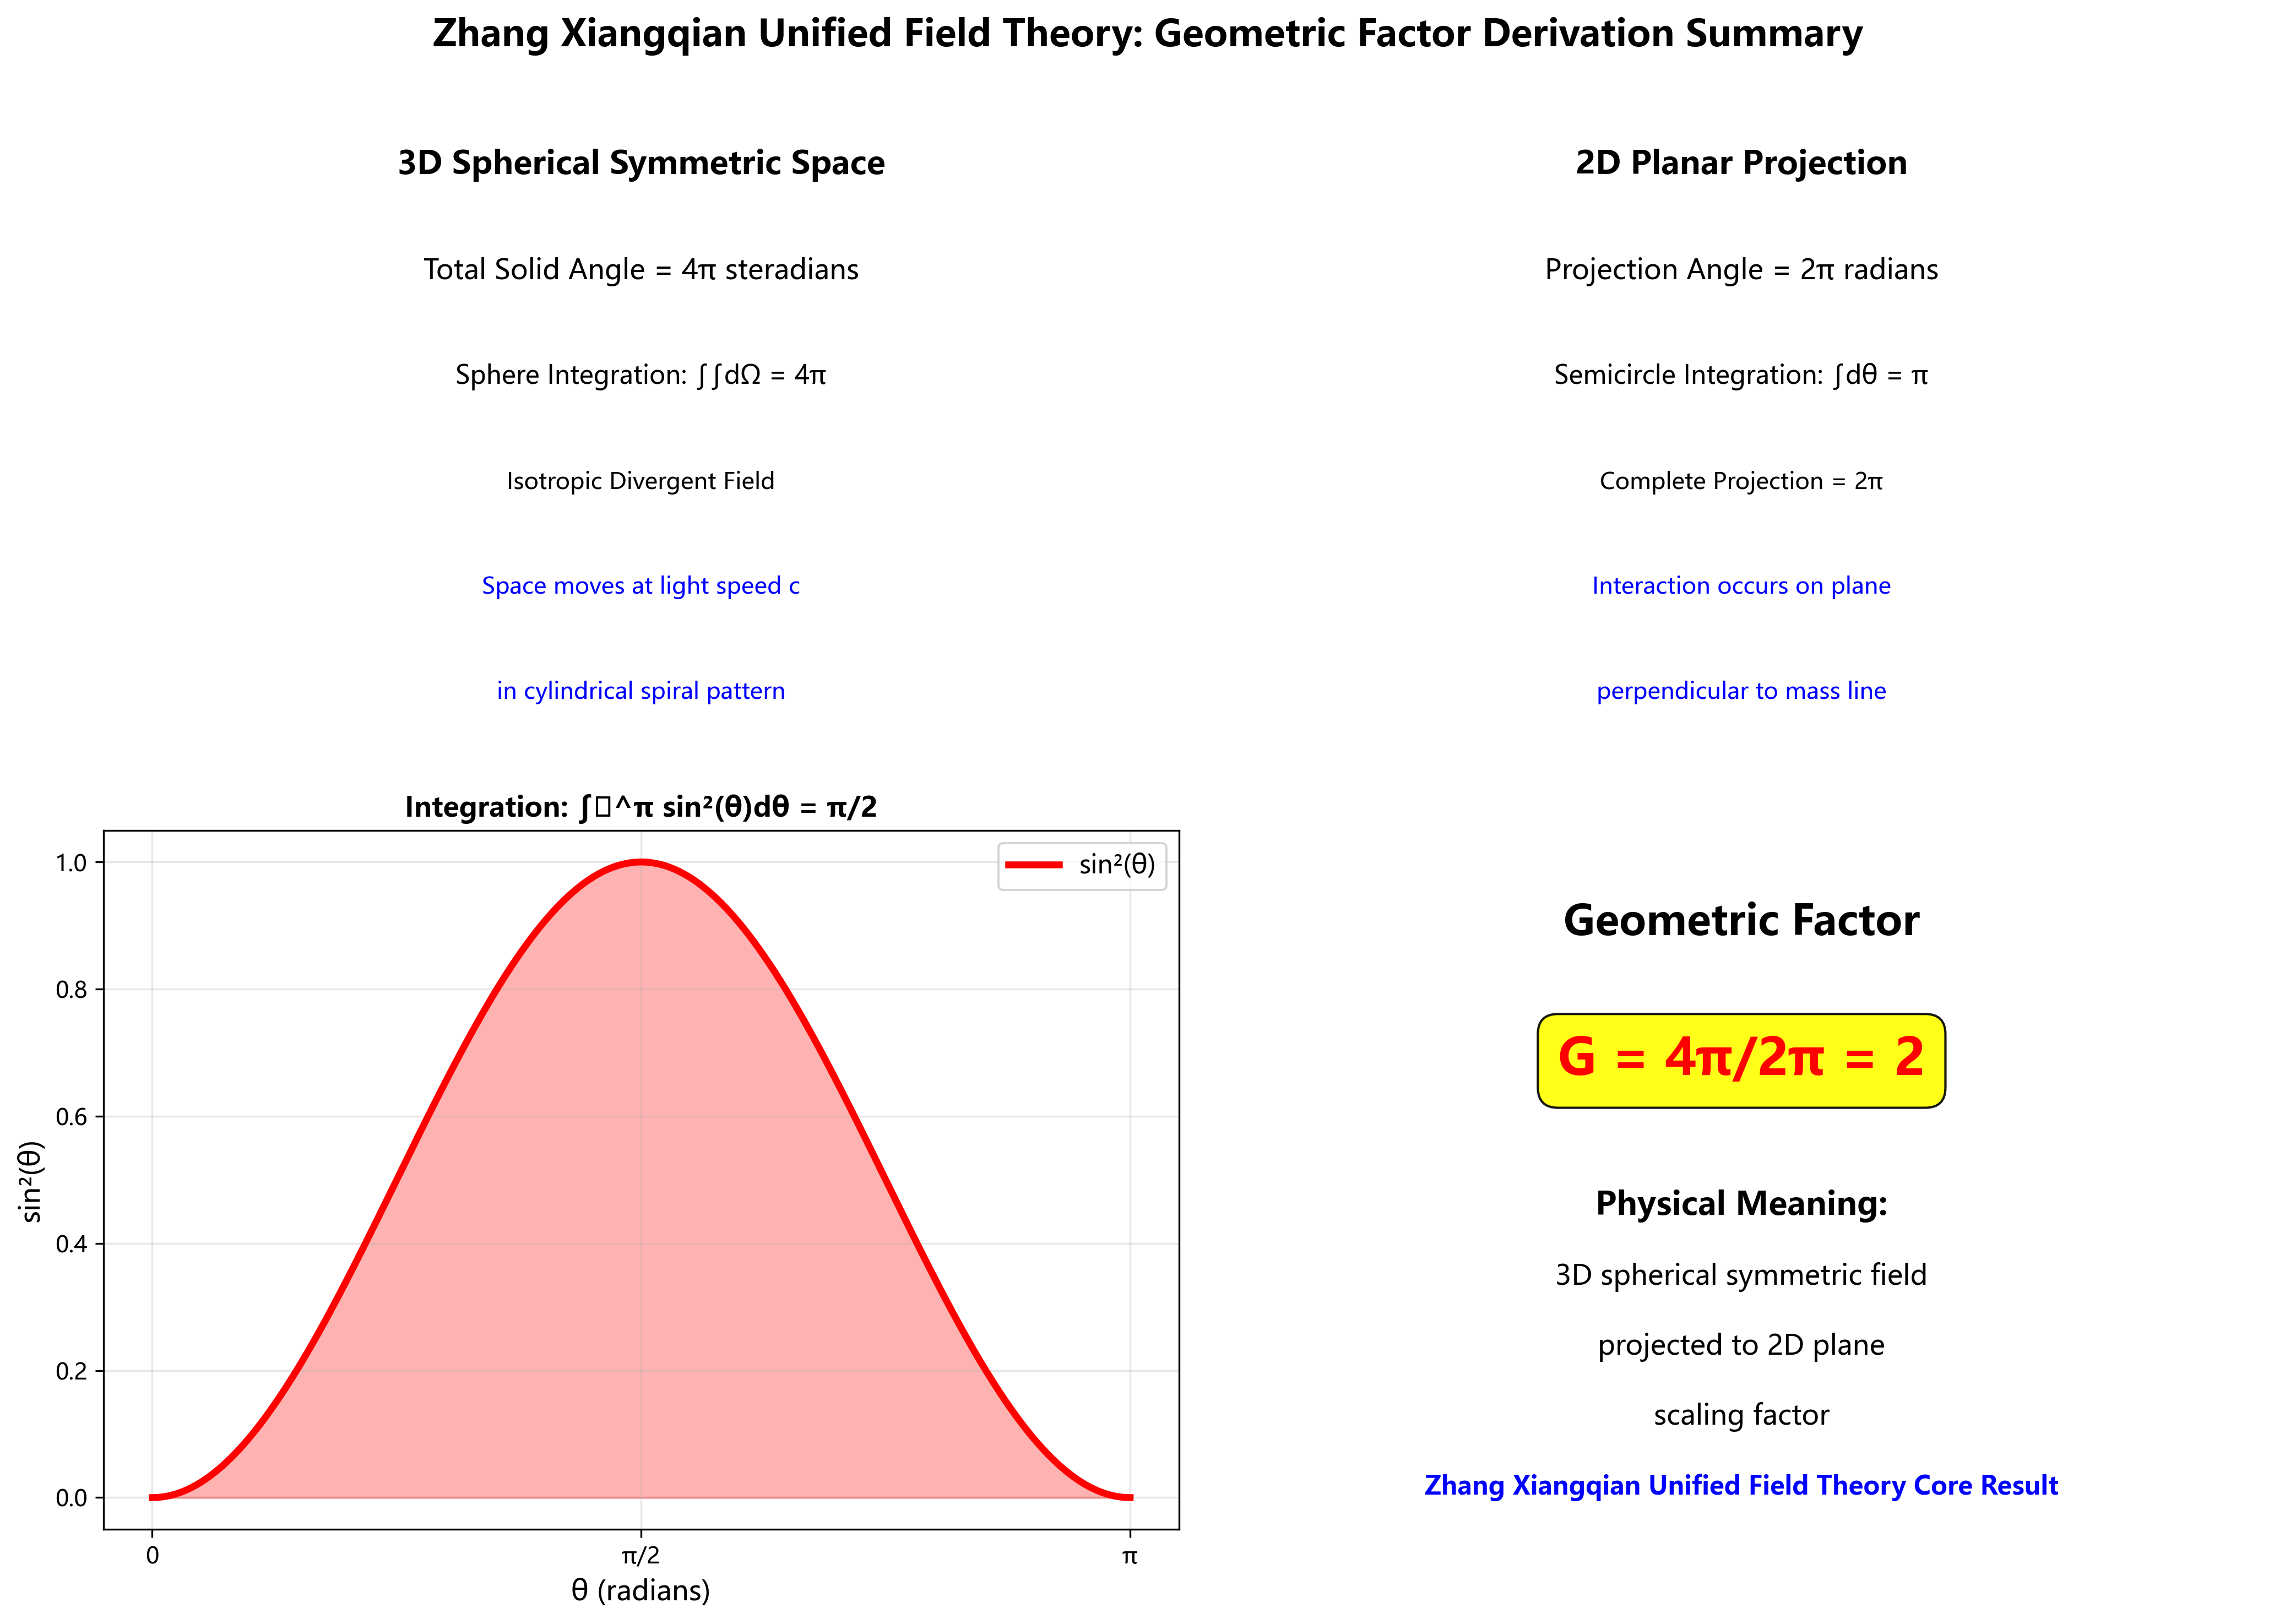 Zhang Xiangqian Unified Field Theory: Geometric Factor Derivation Summary
3D Spherical Symmetric Space
Total Solid Angle = 4π steradians
Sphere Integration: ∫∫dΩ = 4π
Isotropic Divergent Field
Space moves at light speed c
in cylindrical spiral pattern
2D Planar Projection
Projection Angle = 2π radians
Semicircle Integration: ∫dθ = π
Complete Projection = 2π
Interaction occurs on plane
perpendicular to mass line
Integration: ∫□^π sin²(θ)dθ = π/2
sin²(θ)
1.0
0.8
0.6
0.4
0.2
0.0
sin²(θ)
0
π/2
π
θ (radians)
Geometric Factor
G = 4π/2π = 2
Physical Meaning:
3D spherical symmetric field
projected to 2D plane
scaling factor
Zhang Xiangqian Unified Field Theory Core Result